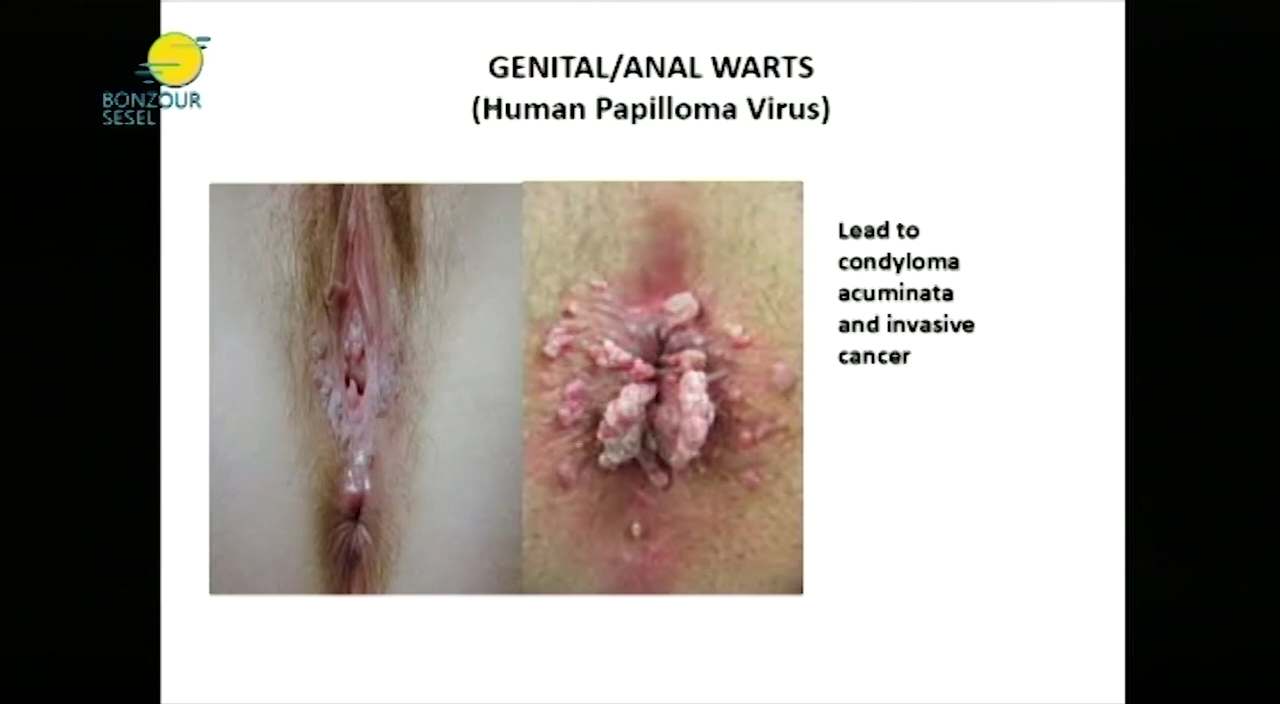 BONZOUR
SESEL
GENITAL/ANAL WARTS
(Human Papilloma Virus)
Lead to
condyloma
acuminata
and invasive
cancer